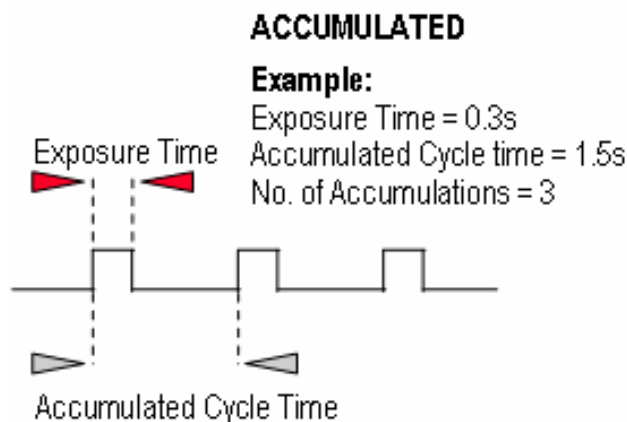 ACCUMULATED
Example:
Exposure Time = 0.3s
Accumulated Cycle time = 1.5s
No. of Accumulations = 3
Exposure Time
Accumulated Cycle Time